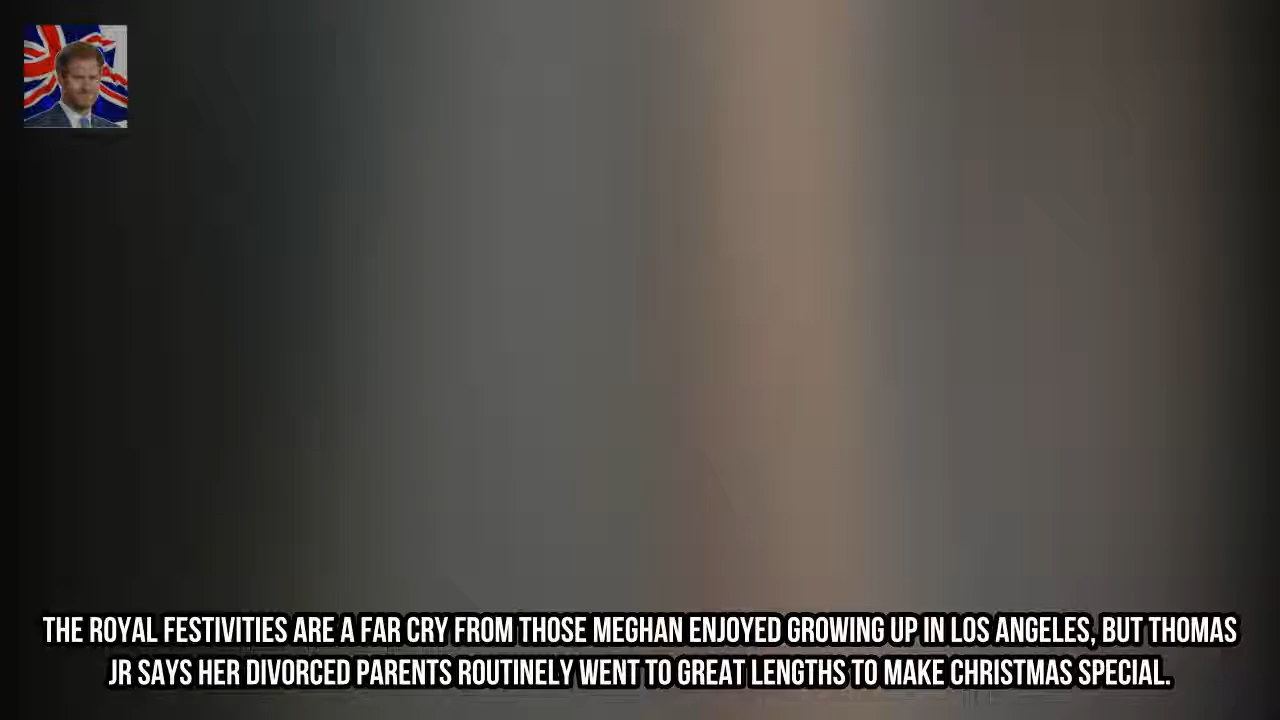 THE ROYAL FESTIVITIES ARE A FAR CRY FROM THOSE MEGHAN ENJOYED GROWING UP IN LOS ANGELES, BUT THOMAS
JR SAYS HER DIVORCED PARENTS ROUTINELY WENT TO GREAT LENGTHS TO MAKE CHRISTMAS SPECIAL.